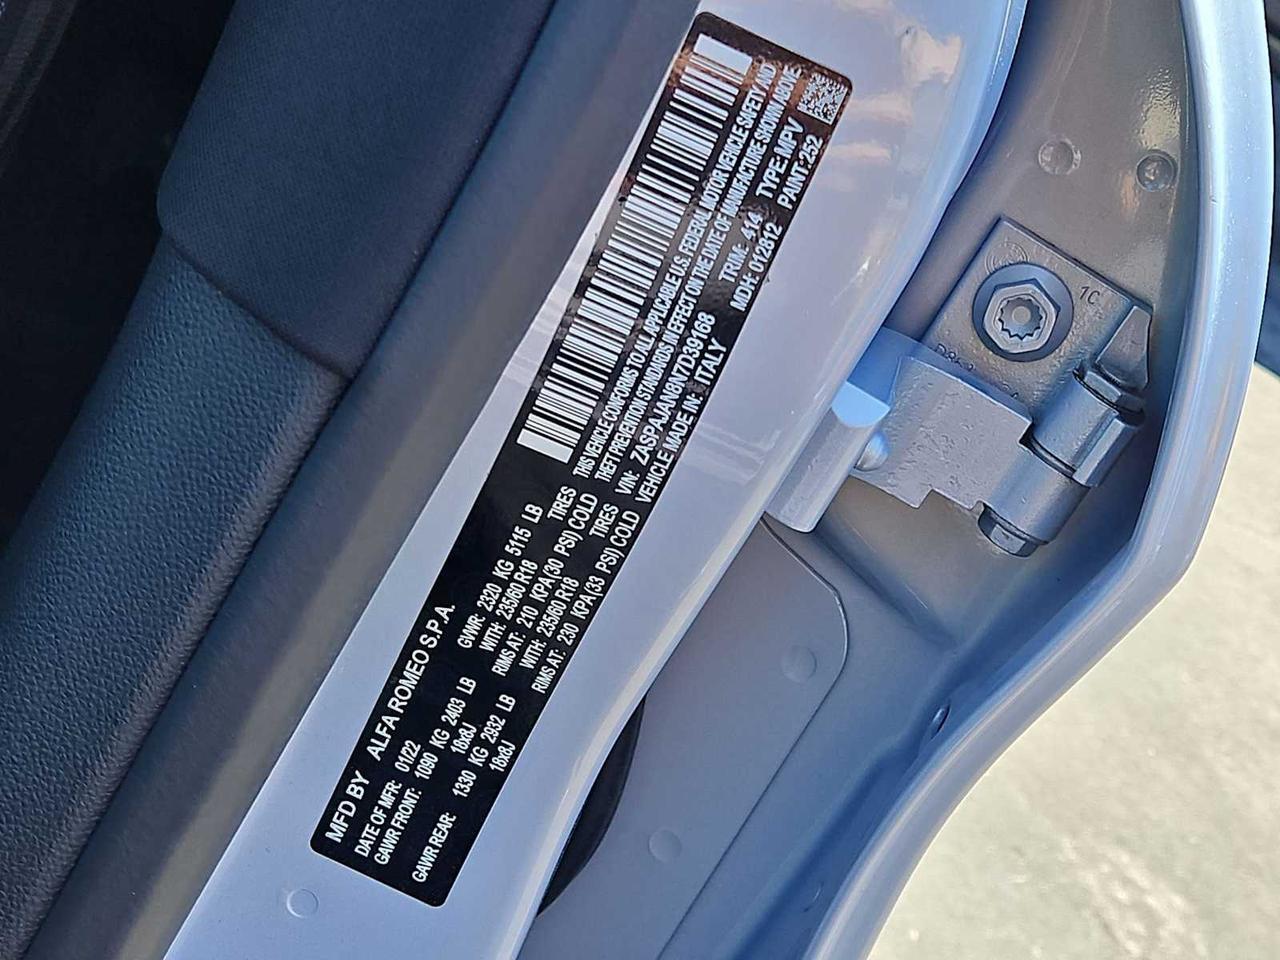 MFD BY ALFA ROMEO S.P.A.
DATE OF MFR: 01/22 GVWR: 2320 KG 5115 LB
GAWR FRONT: 1090 KG 2403 LB WITH: 235/60 R18 TIRES
18x8J RIMS AT: 210 KPA(30 PSI) COLD
GAWR REAR: 1330 KG 2932 LB WITH: 235/60 R18 TIRES
18x8J RIMS AT: 230 KPA(33 PSI) COLD
THIS VEHICLE CONFORMS TO ALL APPLICABLE U.S. FEDERAL MOTOR VEHICLE SAFETY AND
THEFT PREVENTION STANDARDS IN EFFECT ON THE DATE OF MANUFACTURE SHOWN ABOVE.
VIN: ZASPAJAN8N7D39168 TRIM: 414 TYPE: MPV
VEHICLE MADE IN: ITALY MDH: 012812 PAINT: 252
1C